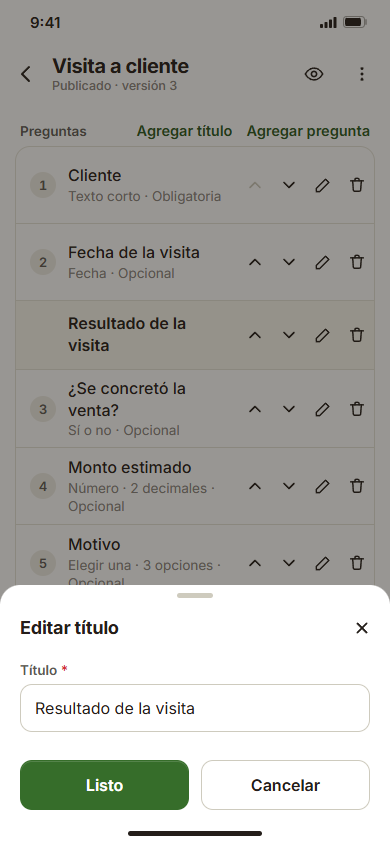 9:41
Visita a cliente
Publicado · versión 3
Preguntas
Agregar título
Agregar pregunta
1
Cliente
Texto corto · Obligatoria
2
Fecha de la visita
Fecha · Opcional
Resultado de la
visita
3
¿Se concretó la
venta?
Sí o no · Opcional
4
Monto estimado
Número · 2 decimales ·
Opcional
5
Motivo
Elegir una · 3 opciones ·
Opcional
Editar título
Título *
Resultado de la visita
Listo
Cancelar